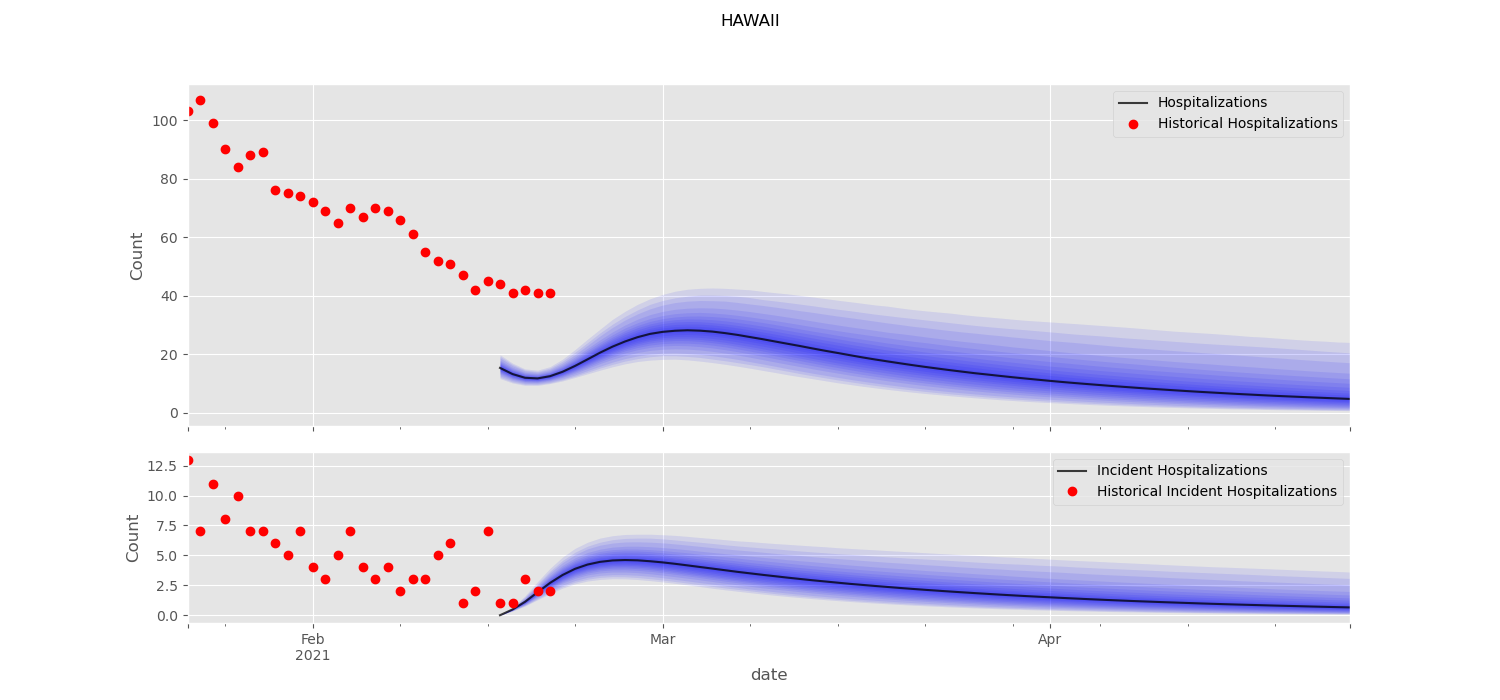 HAWAII
Hospitalizations
Historical Hospitalizations
100
80
60
40
20
0
Count
Incident Hospitalizations
Historical Incident Hospitalizations
12.5
10.0
7.5
5.0
2.5
0.0
Count
Feb
2021
Mar
Apr
date